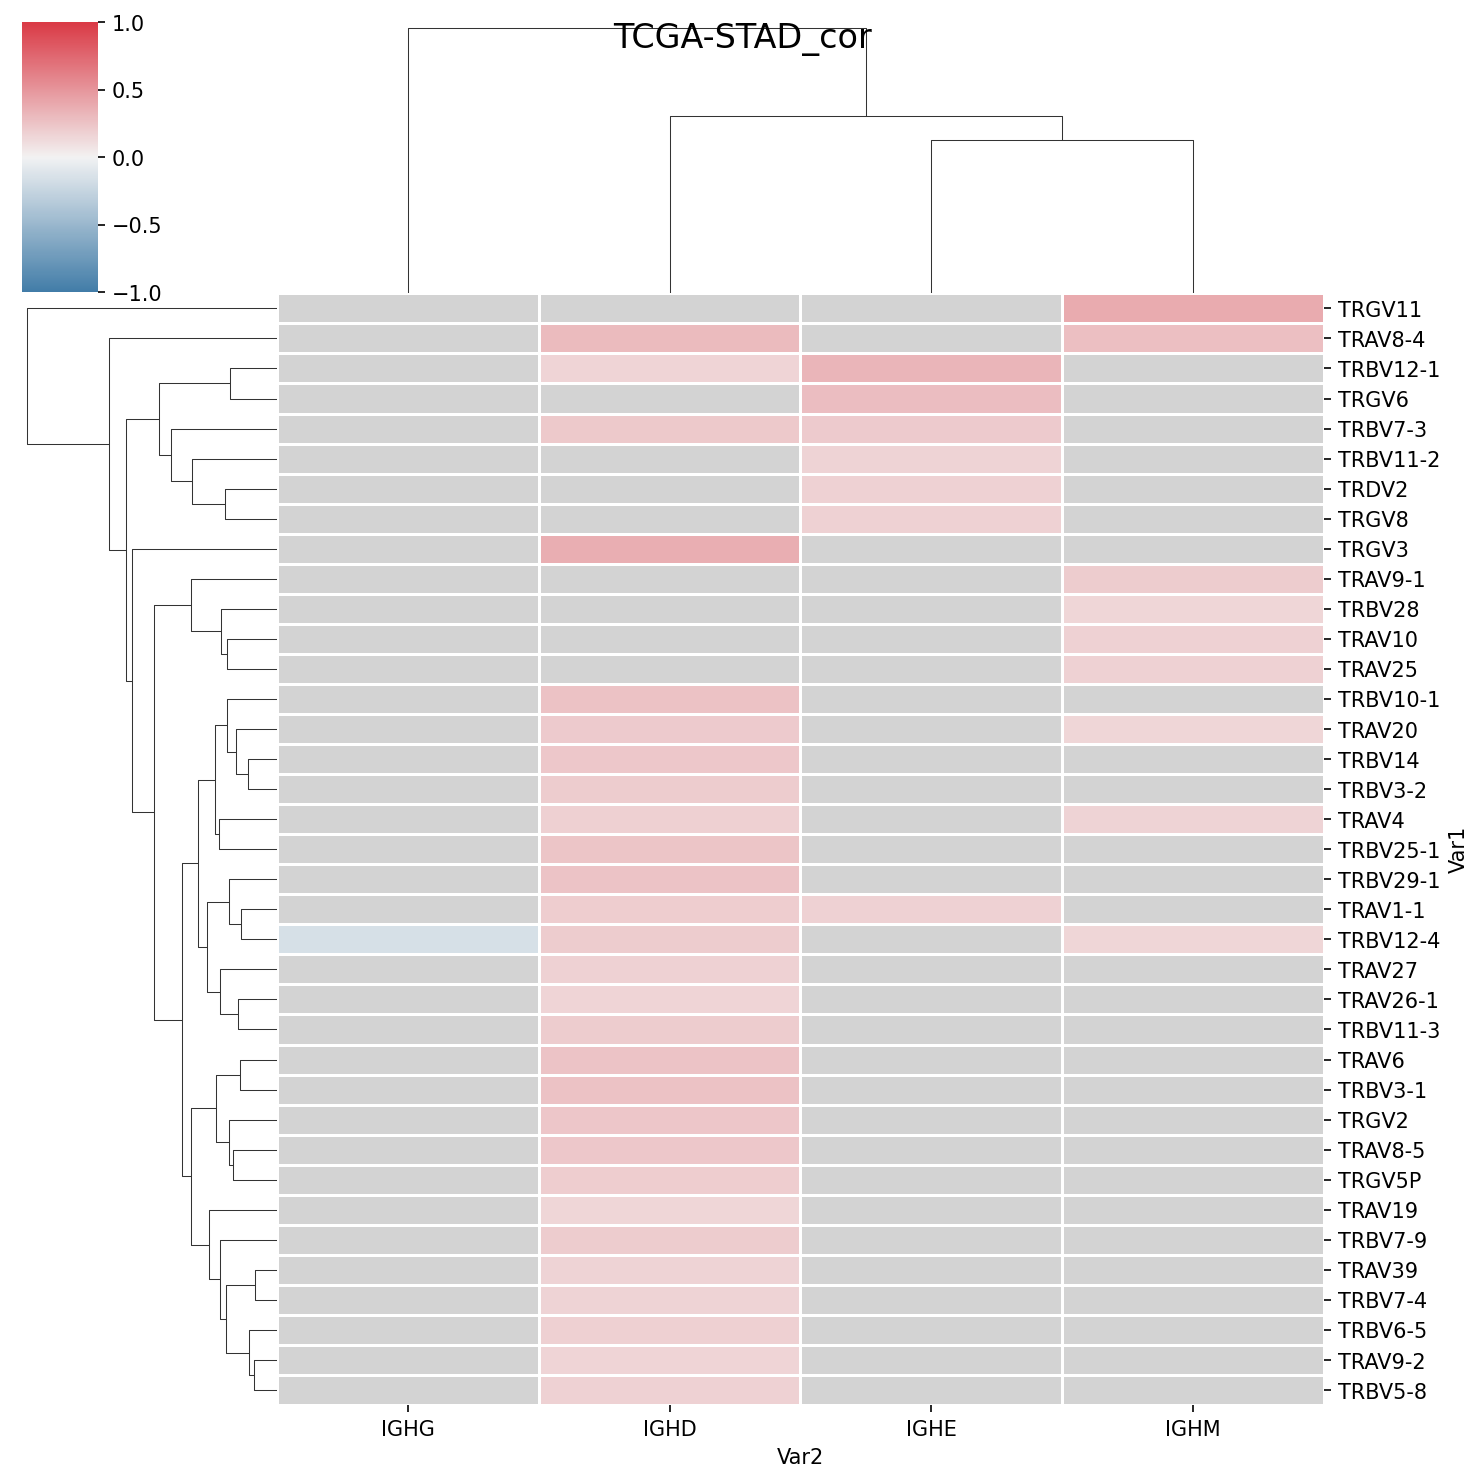 TCGA-STAD_cor
1.0
0.5
0.0
−0.5
−1.0
TRGV11
TRAV8-4
TRBV12-1
TRGV6
TRBV7-3
TRBV11-2
TRDV2
TRGV8
TRGV3
TRAV9-1
TRBV28
TRAV10
TRAV25
TRBV10-1
TRAV20
TRBV14
TRBV3-2
TRAV4
TRBV25-1
TRBV29-1
TRAV1-1
TRBV12-4
TRAV27
TRAV26-1
TRBV11-3
TRAV6
TRBV3-1
TRGV2
TRAV8-5
TRGV5P
TRAV19
TRBV7-9
TRAV39
TRBV7-4
TRBV6-5
TRAV9-2
TRBV5-8
Var1
IGHG IGHD IGHE IGHM
Var2